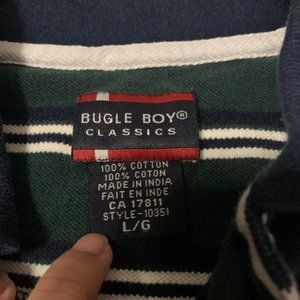 BUGLE BOY®
CLASSICS
100% COTTON
100% COTON
MADE IN INDIA
FAIT EN INDE
CA 17811
STYLE-10351
L/G